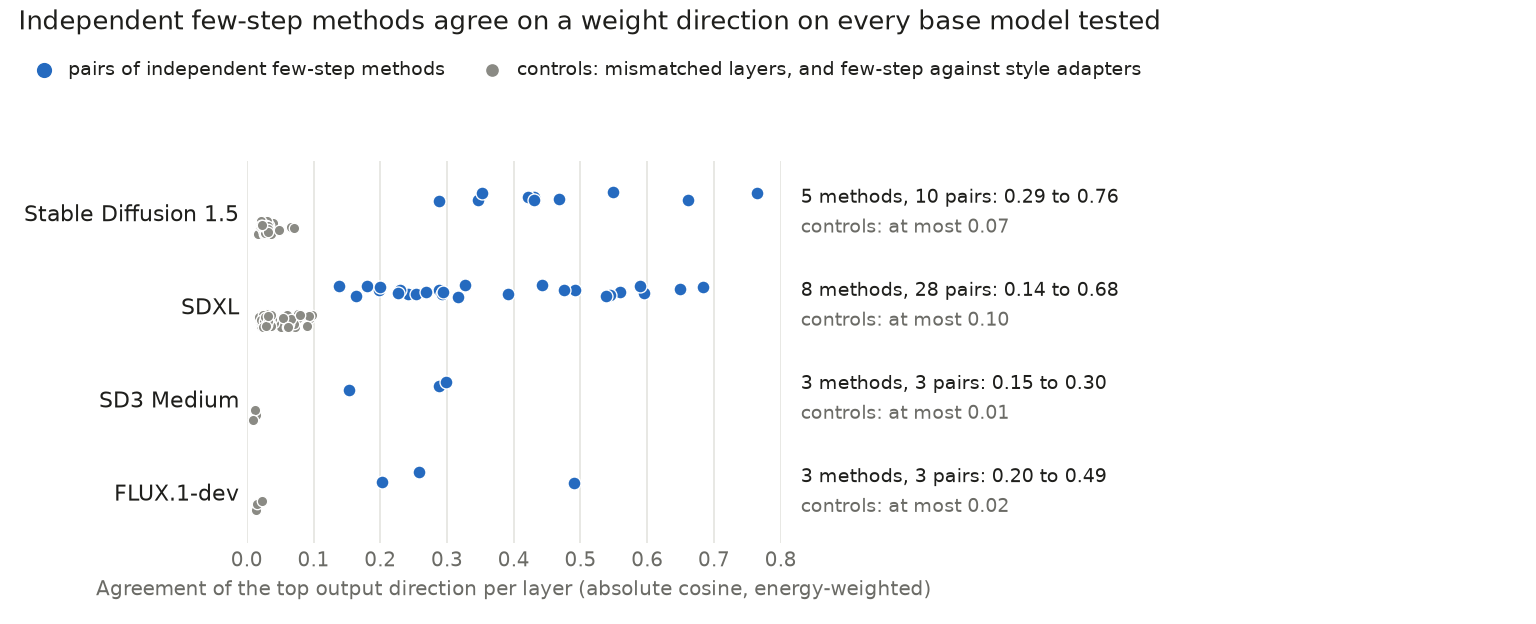 Independent few-step methods agree on a weight direction on every base model tested
pairs of independent few-step methods
controls: mismatched layers, and few-step against style adapters
Stable Diffusion 1.5
5 methods, 10 pairs: 0.29 to 0.76
controls: at most 0.07
SDXL
8 methods, 28 pairs: 0.14 to 0.68
controls: at most 0.10
SD3 Medium
3 methods, 3 pairs: 0.15 to 0.30
controls: at most 0.01
FLUX.1-dev
3 methods, 3 pairs: 0.20 to 0.49
controls: at most 0.02
0.0 0.1 0.2 0.3 0.4 0.5 0.6 0.7 0.8
Agreement of the top output direction per layer (absolute cosine, energy-weighted)